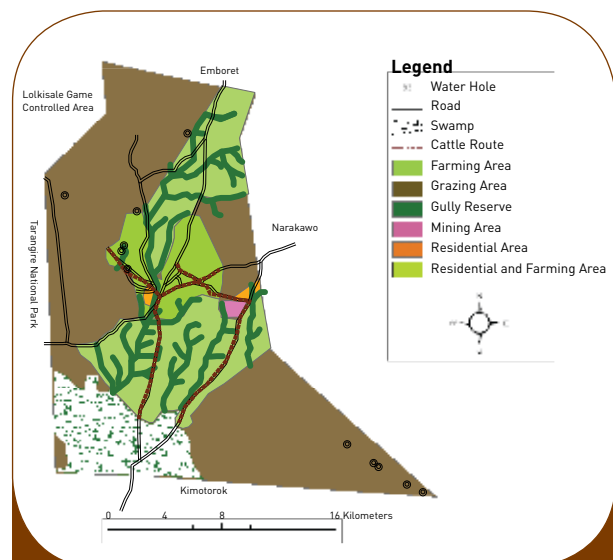 Emboret
Lolkisale Game
Controlled Area
Narakawo
Tarangire National Park
Kimotorok
0 4 8 16 Kilometers
Legend
Water Hole
Road
Swamp
Cattle Route
Farming Area
Grazing Area
Gully Reserve
Mining Area
Residential Area
Residential and Farming Area